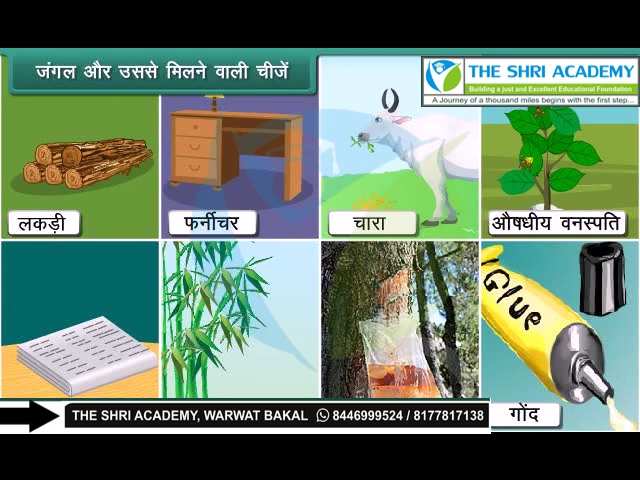 जंगल और उससे मिलने वाली चीजें
THE SHRI ACADEMY
Building a just and Excellent Educational Foundation
A Journey of a thousand miles begins with the first step...
लकड़ी
फर्नीचर
चारा
औषधीय वनस्पति
Glue
गोंद
THE SHRI ACADEMY, WARWAT BAKAL 8446999524 / 8177817138